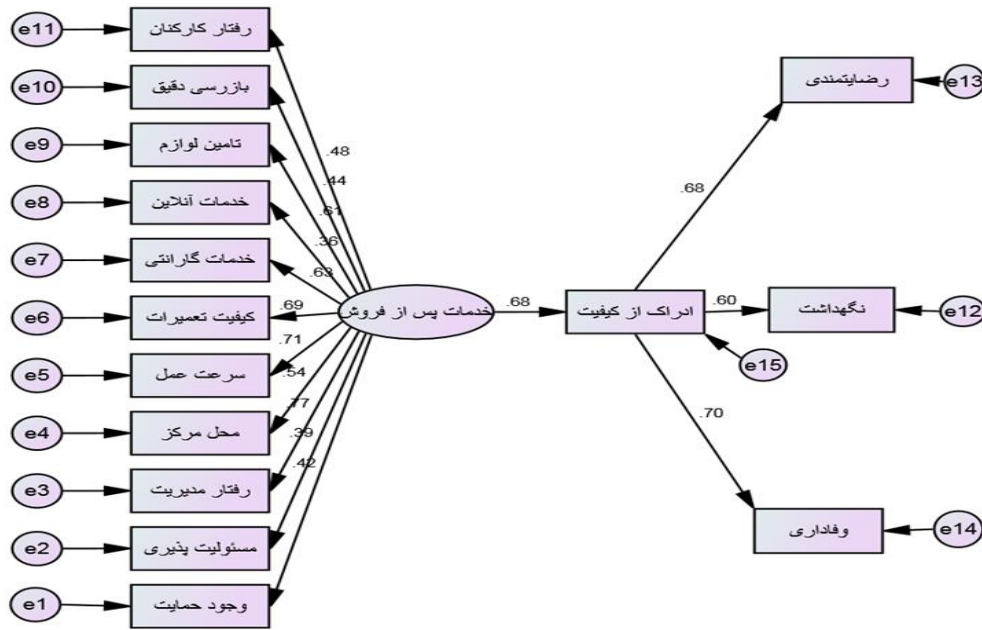 e11
رفتار کارکنان
e10
بازرسی دقیق
e9
تامین لوازم
e8
خدمات آنلاین
e7
خدمات گارانتی
e6
کیفیت تعمیرات
e5
سرعت عمل
e4
محل مرکز
e3
رفتار مدیریت
e2
مسئولیت پذیری
e1
وجود حمایت
.48
.44
.61
.36
.63
.69
.71
.54
.77
.39
.42
خدمات پس از فروش
.68
ادراک از کیفیت
e15
.68
.60
.70
رضایتمندی
e13
نگهداشت
e12
وفاداری
e14